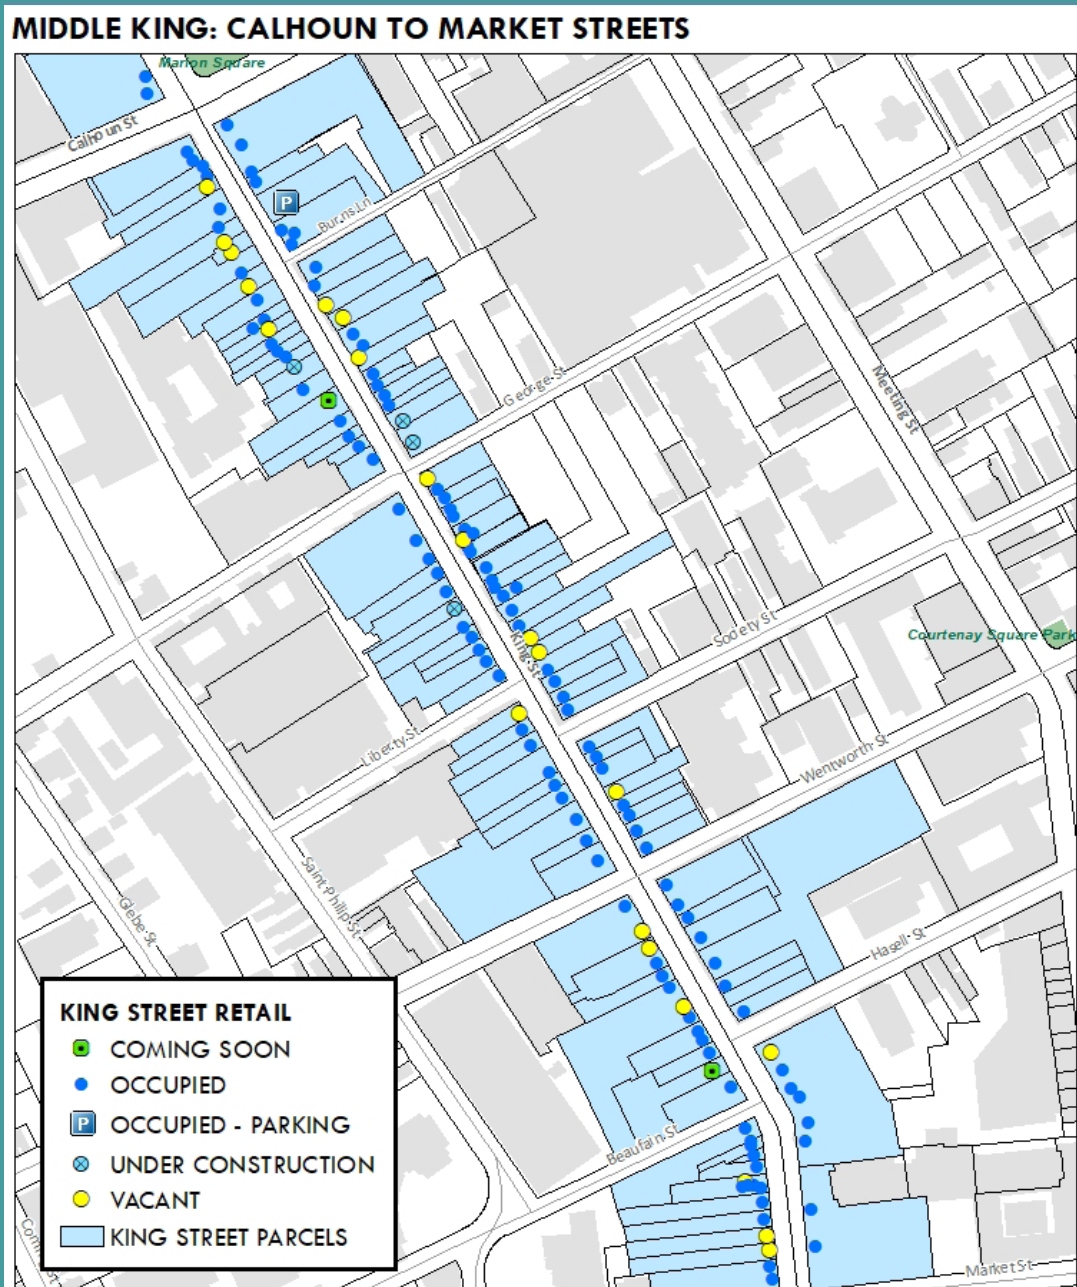 MIDDLE KING: CALHOUN TO MARKET STREETS
Marion Square
Calhoun St
Burns Ln
George St
Meeting St
King St
Society St
Courtenay Square Park
Liberty St
Wentworth St
Saint Philip St
Glebe St
Hasell St
Beaufain St
Market St
KING STREET RETAIL
COMING SOON
OCCUPIED
P
P OCCUPIED - PARKING
UNDER CONSTRUCTION
VACANT
KING STREET PARCELS